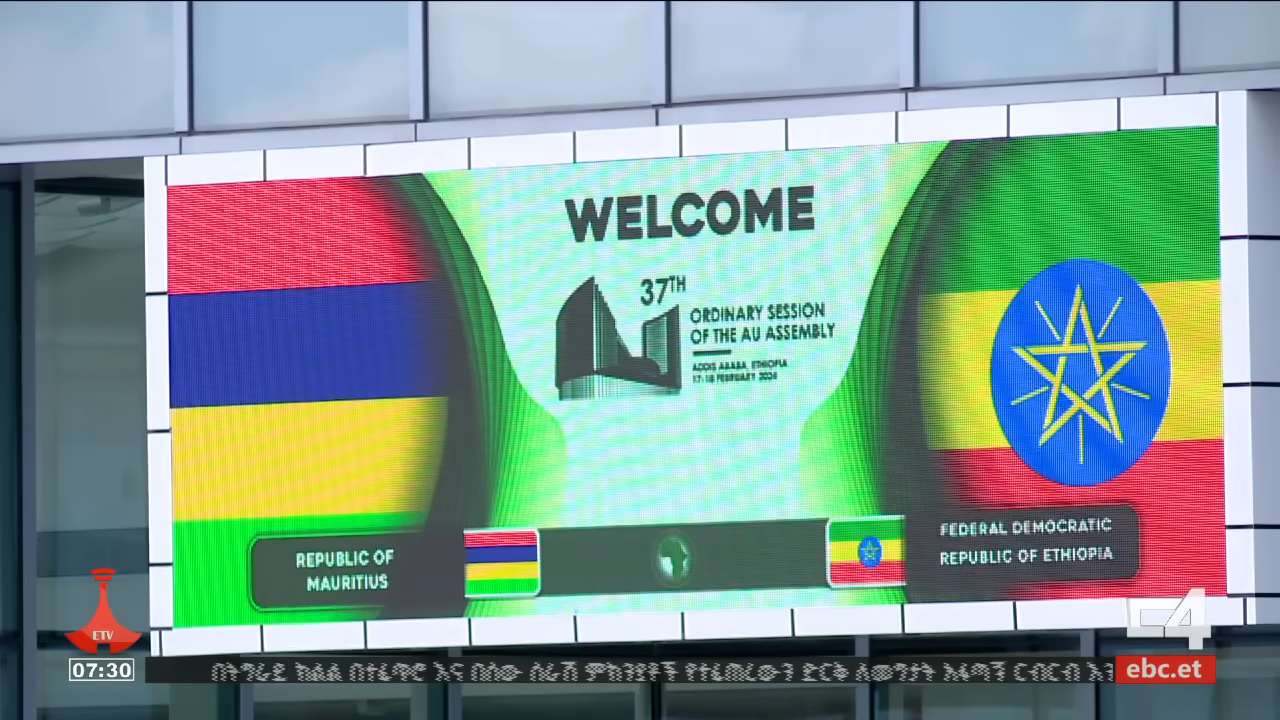 WELCOME
37TH
ORDINARY SESSION
OF THE AU ASSEMBLY
ADDIS ABABA, ETHIOPIA
17-18 FEBRUARY 2024
REPUBLIC OF
MAURITIUS
FEDERAL DEMOCRATIC
REPUBLIC OF ETHIOPIA
ETV
07:30
ebc.et